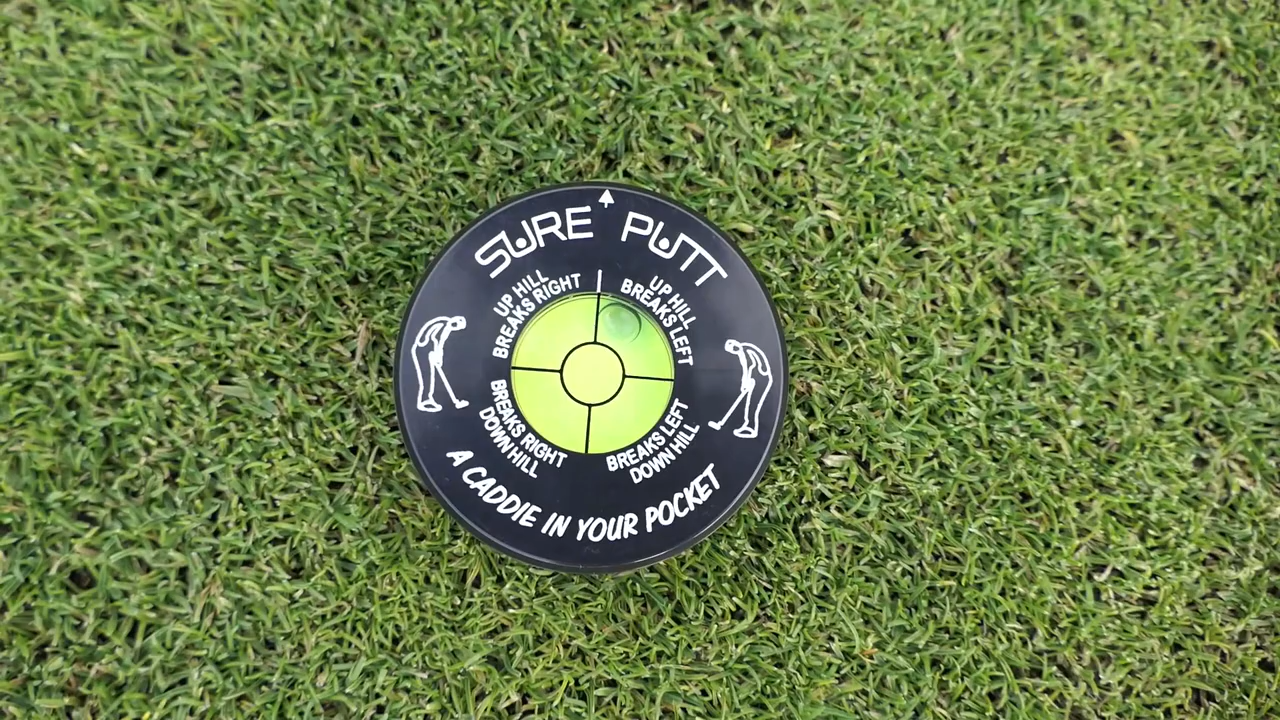 SURE PUTT
UP HILL
BREAKS RIGHT
UP HILL
BREAKS LEFT
BREAKS RIGHT
DOWN HILL
BREAKS LEFT
DOWN HILL
A CADDIE IN YOUR POCKET